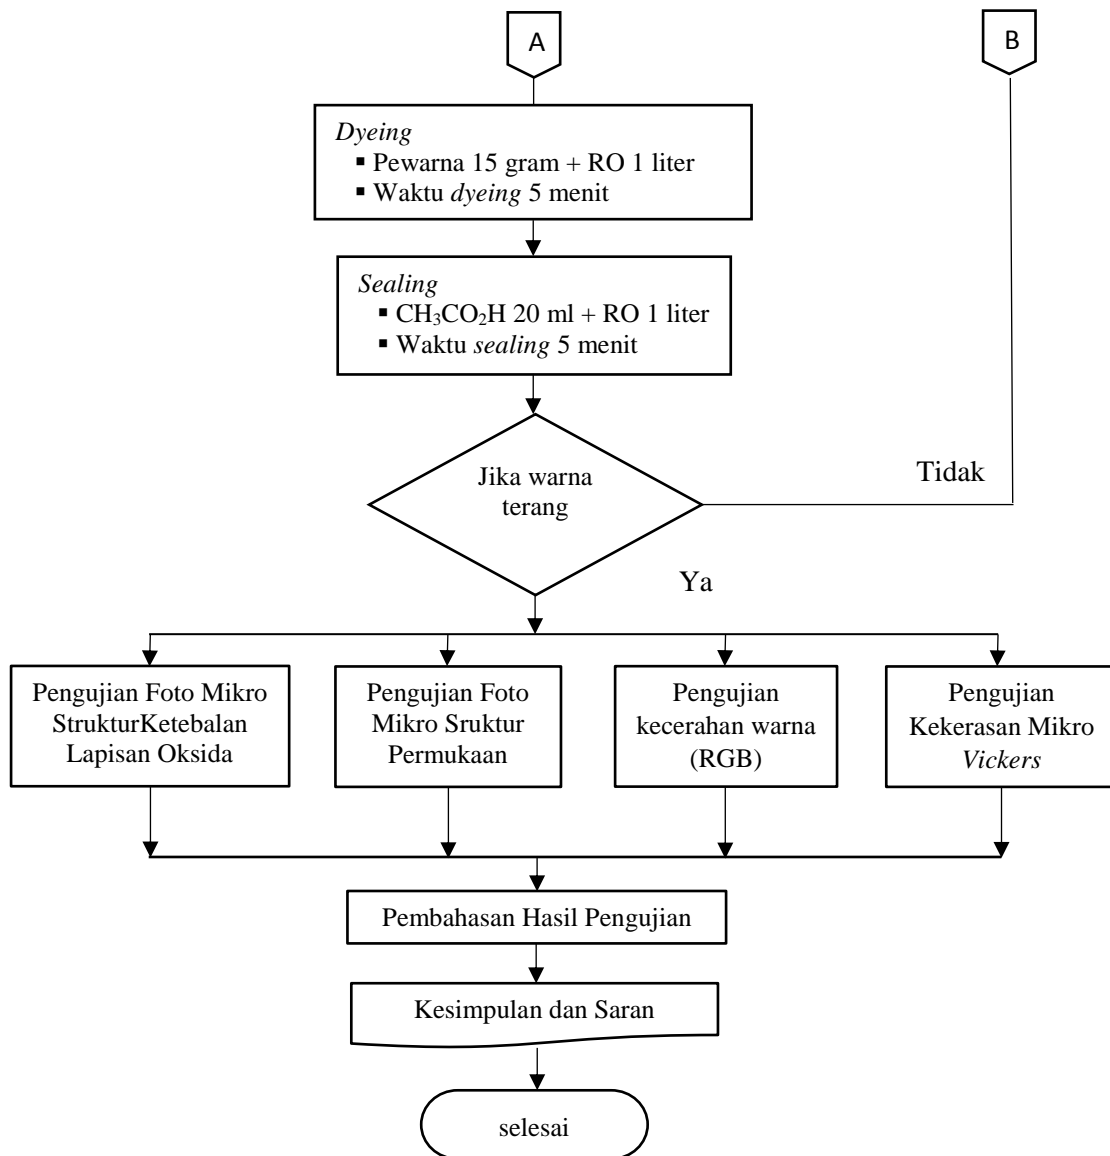 A
B
Dyeing
▪ Pewarna 15 gram + RO 1 liter
▪ Waktu dyeing 5 menit
Sealing
▪ CH₃CO₂H 20 ml + RO 1 liter
▪ Waktu sealing 5 menit
Jika warna
terang
Tidak
Ya
Pengujian Foto Mikro
StrukturKetebalan
Lapisan Oksida
Pengujian Foto
Mikro Sruktur
Permukaan
Pengujian
kecerahan warna
(RGB)
Pengujian
Kekerasan Mikro
Vickers
Pembahasan Hasil Pengujian
Kesimpulan dan Saran
selesai